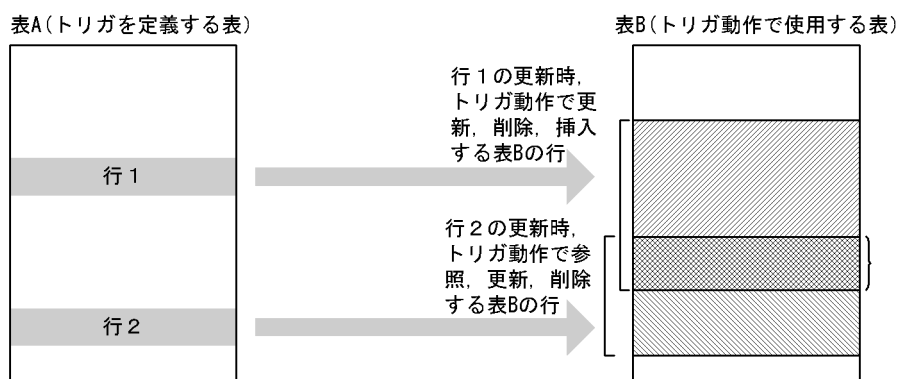 表A(トリガを定義する表)
表B(トリガ動作で使用する表)
行1の更新時,
トリガ動作で更
新,削除,挿入
する表Bの行
行1
行2の更新時,
トリガ動作で参
照,更新,削除
する表Bの行
行2